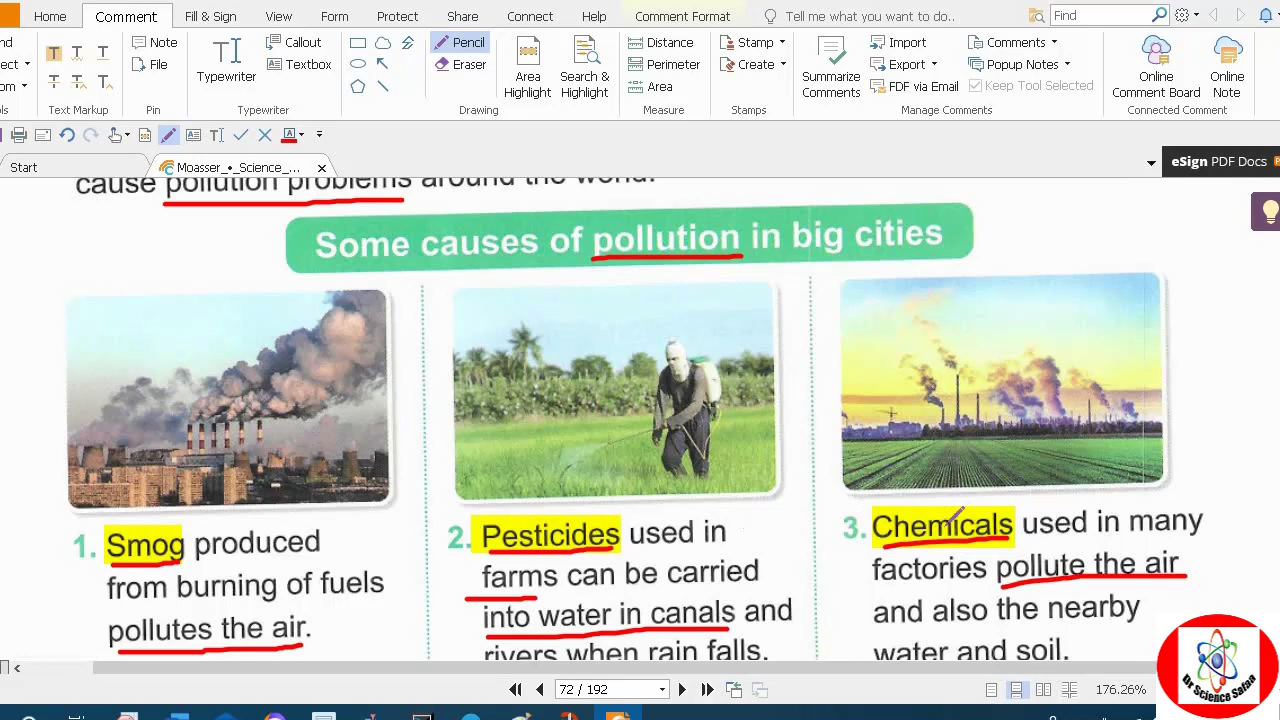 Home Comment Fill & Sign Form Protect Share Connect Help Comment Format Tell me what you want to do.. Find
Note
File
Pin
Text Markup
Typewriter
Callout
Textbox
Typewriter
Pencil
Eraser
Area Highlight
Search & Highlight
Drawing
Distance
Perimeter
Area
Measure
Stamp
Create
Stamps
Summarize Comments
Import
Export
FDF via Email
Comments
Popup Notes
Keep Tool Selected
Manage Comments
Online Comment Board
Online Note
Connected Comment
Start
Moasser_•_Science_...
eSign PDF Docs
cause pollution problems around the world.
Some causes of pollution in big cities
1. Smog produced
from burning of fuels
pollutes the air.
2. Pesticides used in
farms can be carried
into water in canals and
rivers when rain falls.
3. Chemicals used in many
factories pollute the air
and also the nearby
water and soil.
Dr Science Safaa
72 / 192
176.26%